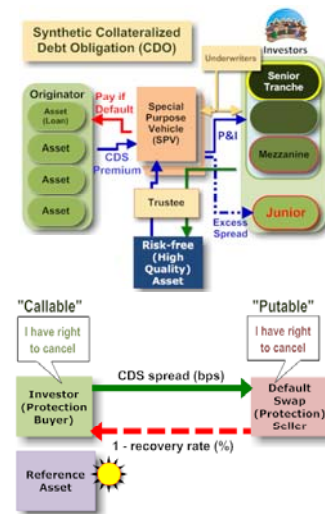 Synthetic Collateralized
Debt Obligation (CDO)
Investors
Underwriters
Originator
Asset
(Loan)
Asset
Asset
Asset
Pay if
Default
CDS
Premium
Special
Purpose
Vehicle
(SPV)
P&I
Senior
Tranche
Mezzanine
Junior
Trustee
Excess
Spread
Risk-free
(High
Quality)
Asset
"Callable"
"Putable"
I have right
to cancel
I have right
to cancel
CDS spread (bps)
Investor
(Protection
Buyer)
Default
Swap
(Protection)
Seller
1 - recovery rate (%)
Reference
Asset